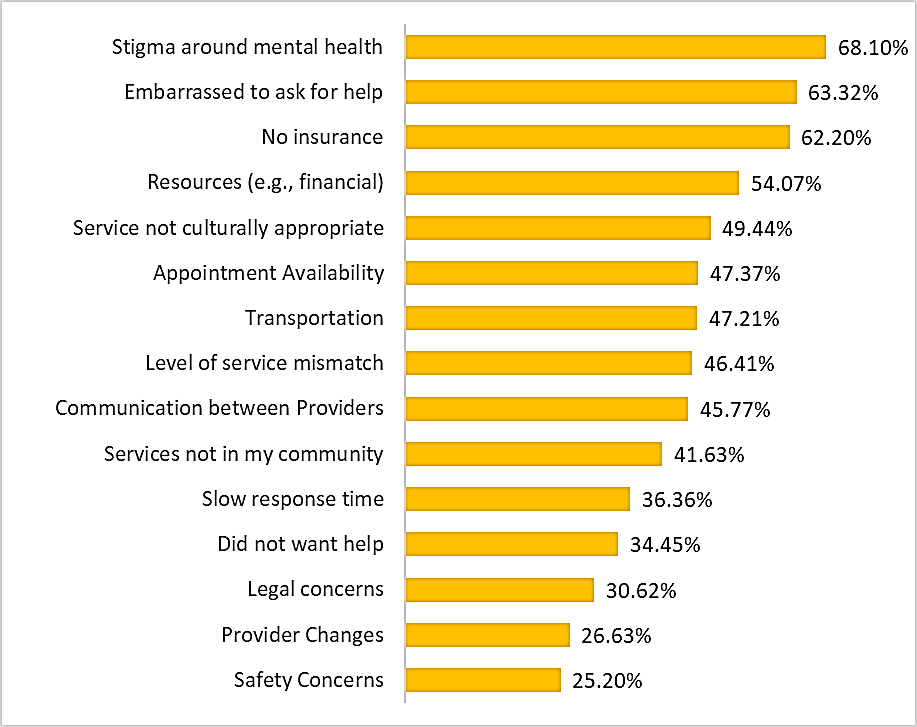 Stigma around mental health 68.10%
Embarrassed to ask for help 63.32%
No insurance 62.20%
Resources (e.g., financial) 54.07%
Service not culturally appropriate 49.44%
Appointment Availability 47.37%
Transportation 47.21%
Level of service mismatch 46.41%
Communication between Providers 45.77%
Services not in my community 41.63%
Slow response time 36.36%
Did not want help 34.45%
Legal concerns 30.62%
Provider Changes 26.63%
Safety Concerns 25.20%